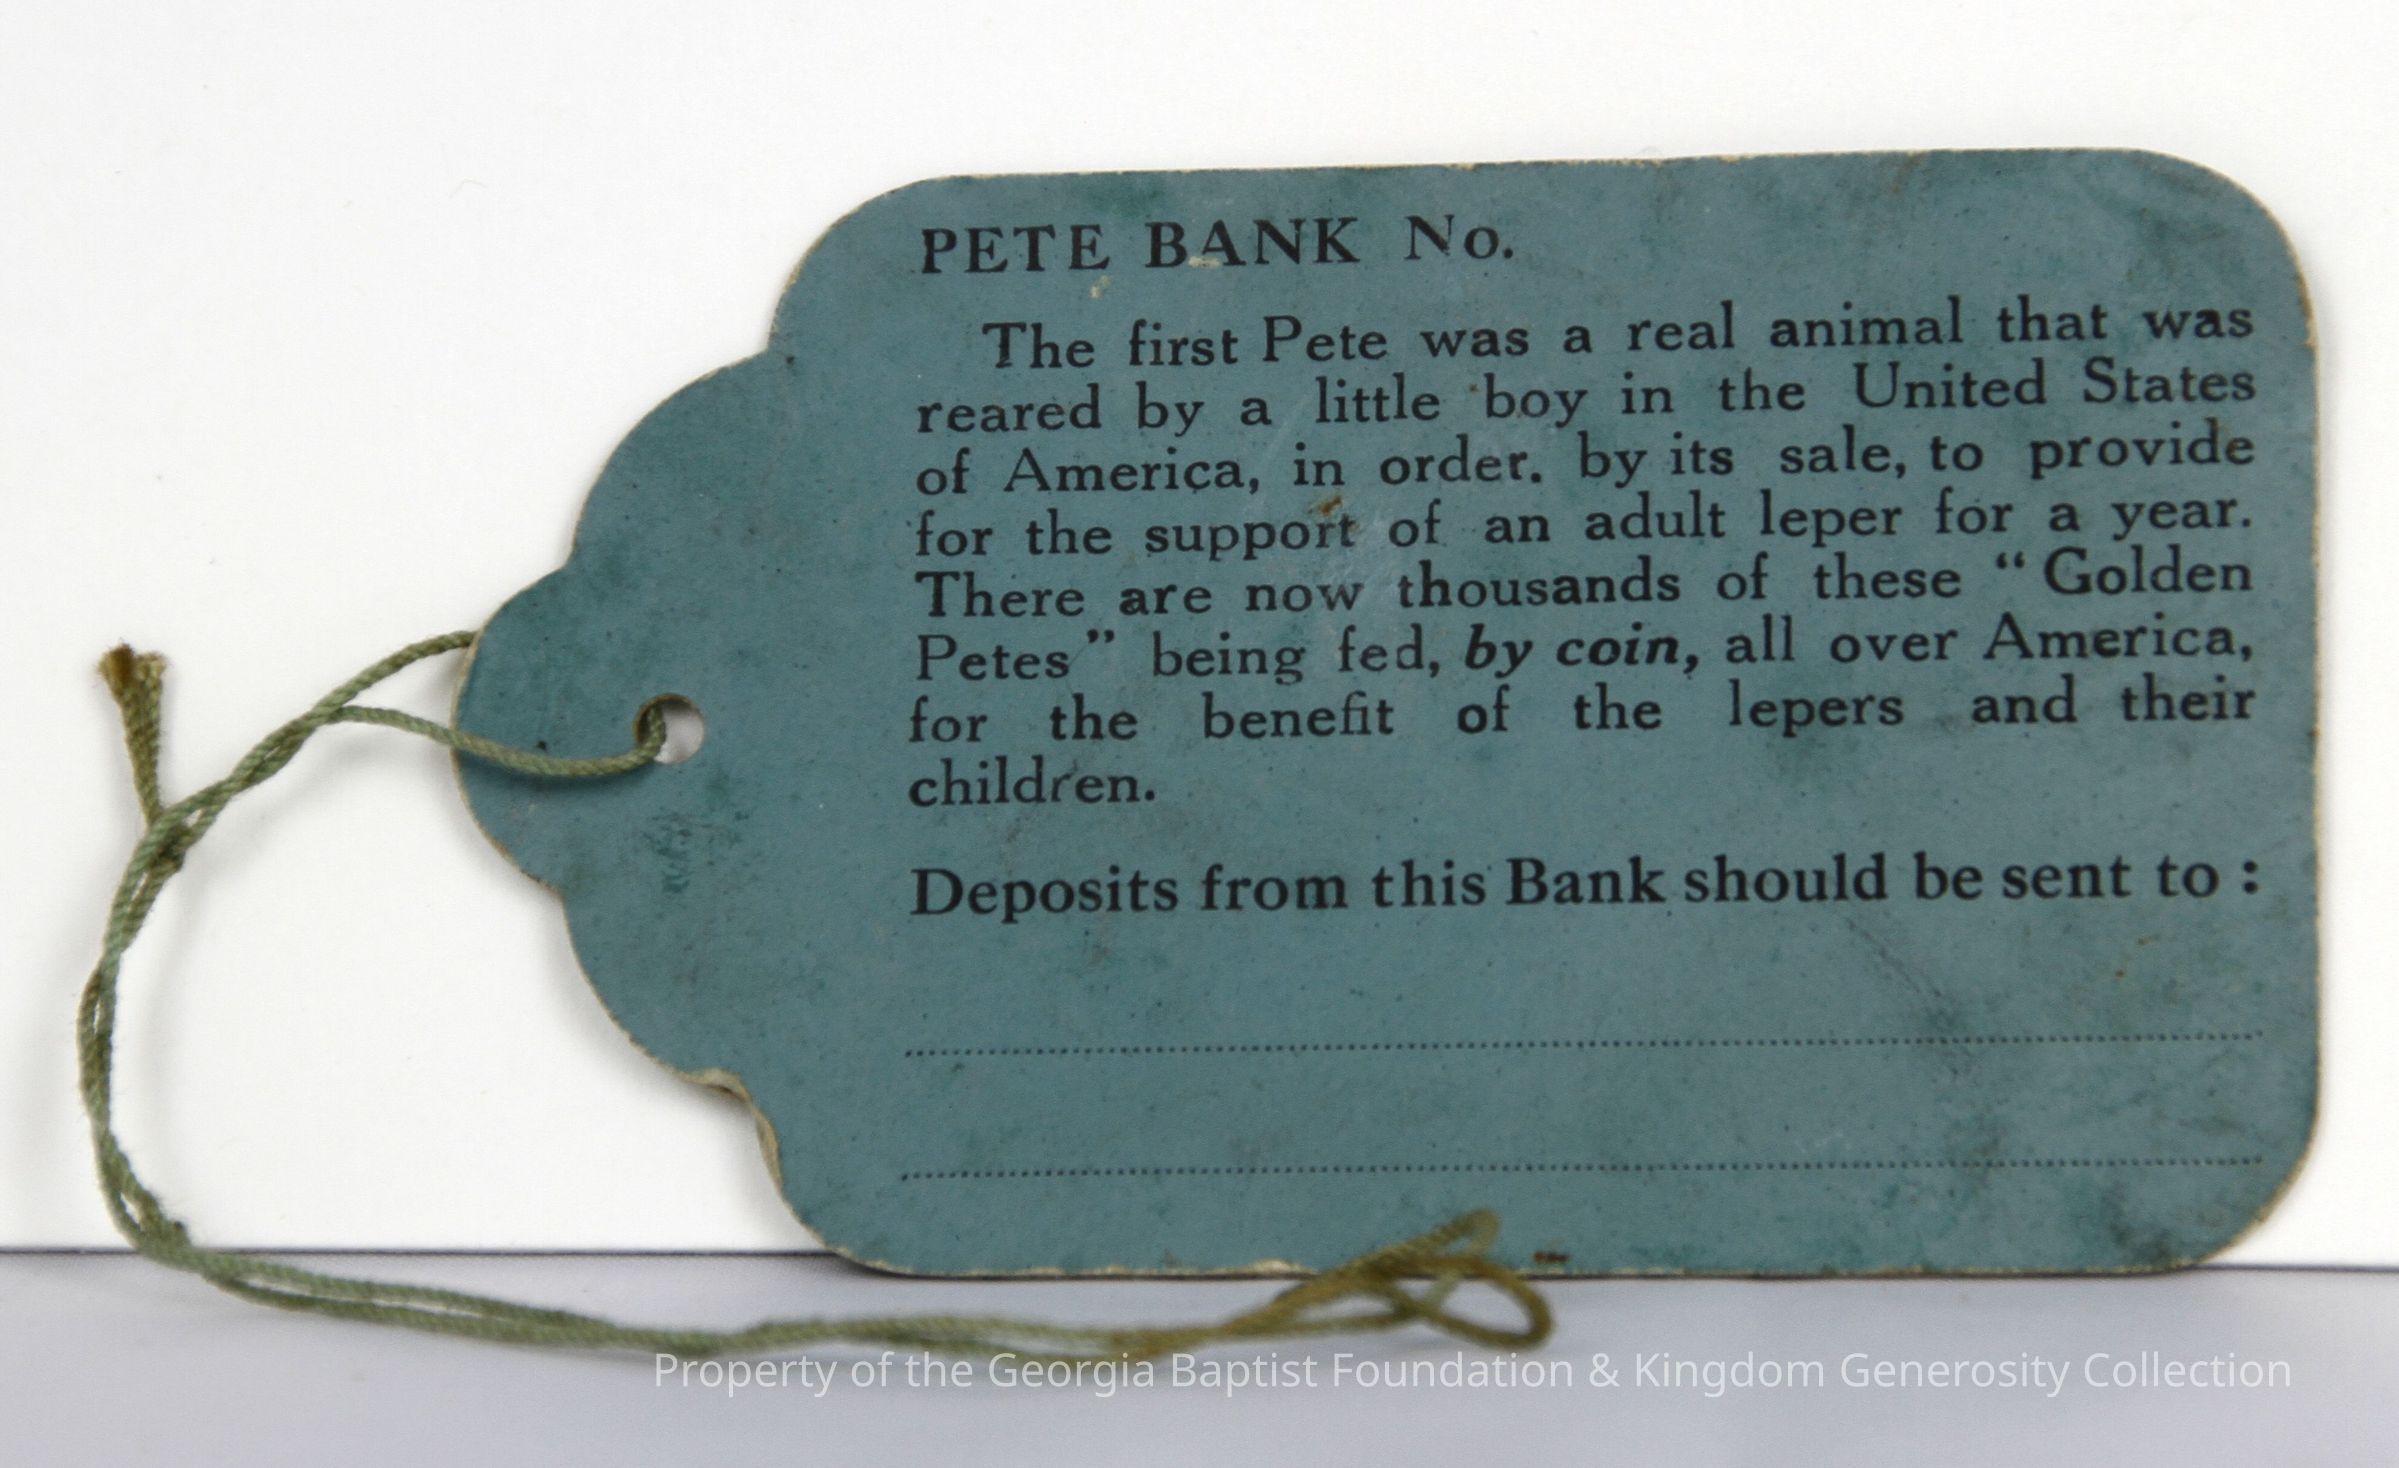 PETE BANK No.
The first Pete was a real animal that was
reared by a little boy in the United States
of America, in order. by its sale, to provide
for the support of an adult leper for a year.
There are now thousands of these “ Golden
Petes ” being fed, by coin, all over America,
for the benefit of the lepers and their
children.
Deposits from this Bank should be sent to :
Property of the Georgia Baptist Foundation & Kingdom Generosity Collection